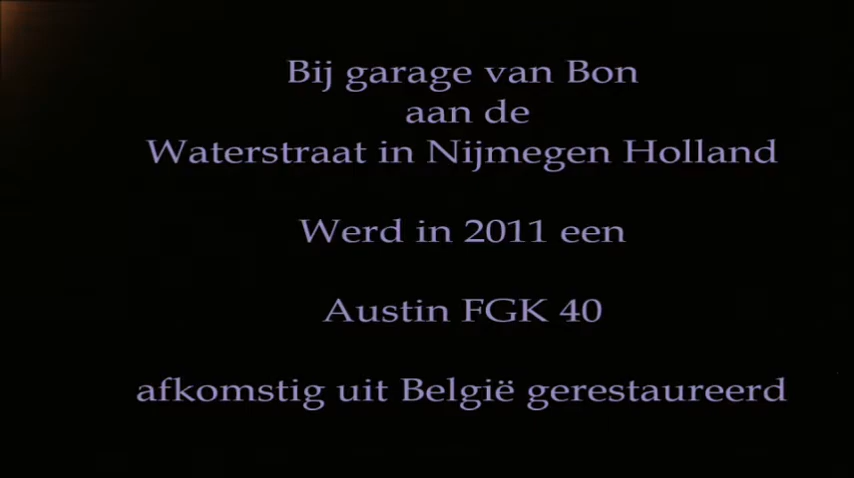 Bij garage van Bon
aan de
Waterstraat in Nijmegen Holland
Werd in 2011 een
Austin FGK 40
afkomstig uit België gerestaureerd